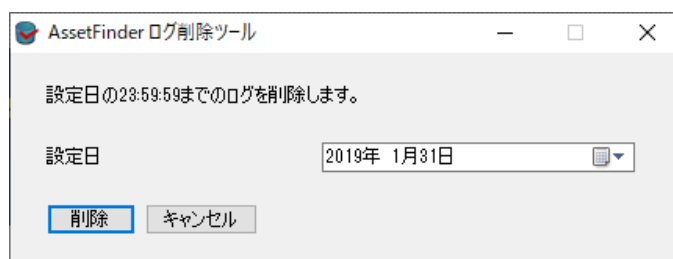 AssetFinder ログ削除ツール
設定日の23:59:59までのログを削除します。
設定日 2019年 1月31日
削除 キャンセル